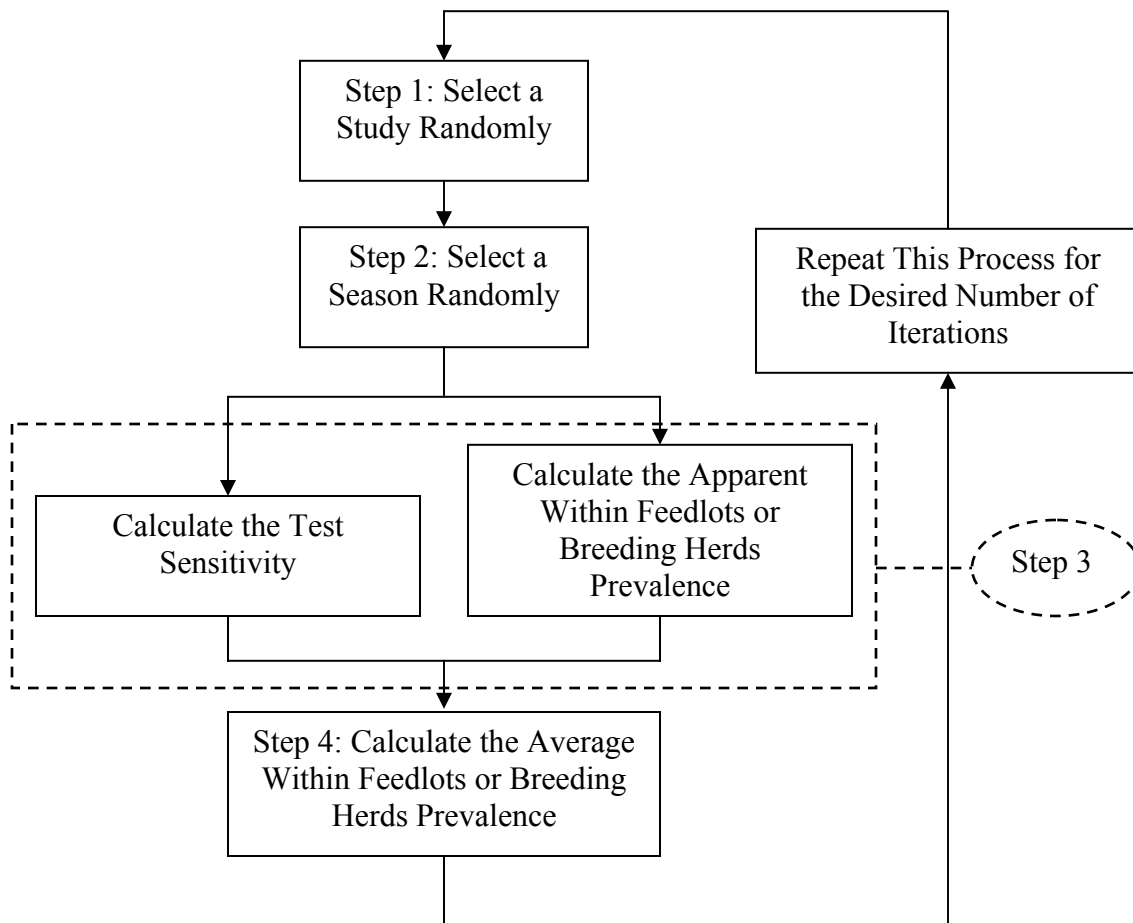 Step 1: Select a
Study Randomly
Step 2: Select a
Season Randomly
Repeat This Process for
the Desired Number of
Iterations
Calculate the Test
Sensitivity
Calculate the Apparent
Within Feedlots or
Breeding Herds
Prevalence
Step 3
Step 4: Calculate the Average
Within Feedlots or Breeding
Herds Prevalence